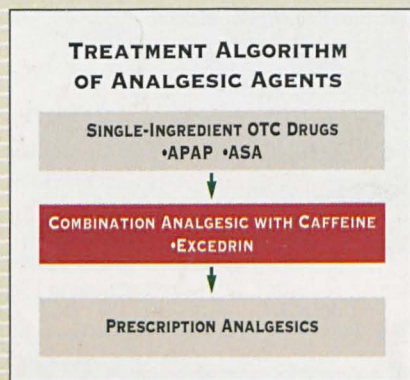 TREATMENT ALGORITHM
OF ANALGESIC AGENTS
SINGLE-INGREDIENT OTC DRUGS
•APAP •ASA
COMBINATION ANALGESIC WITH CAFFEINE
•EXCEDRIN
PRESCRIPTION ANALGESICS